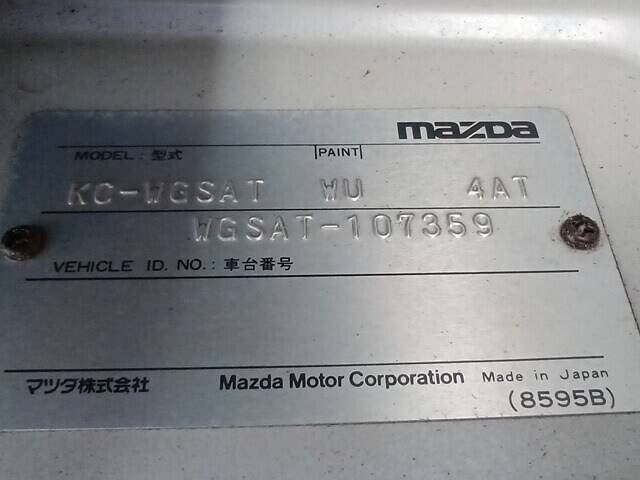 mazda
MODEL: 型式 PAINT
KC-WGSAT WU 4AT
WGSAT-107359
VEHICLE ID. NO.: 車台番号
マツダ株式会社 Mazda Motor Corporation Made in Japan
(8595B)